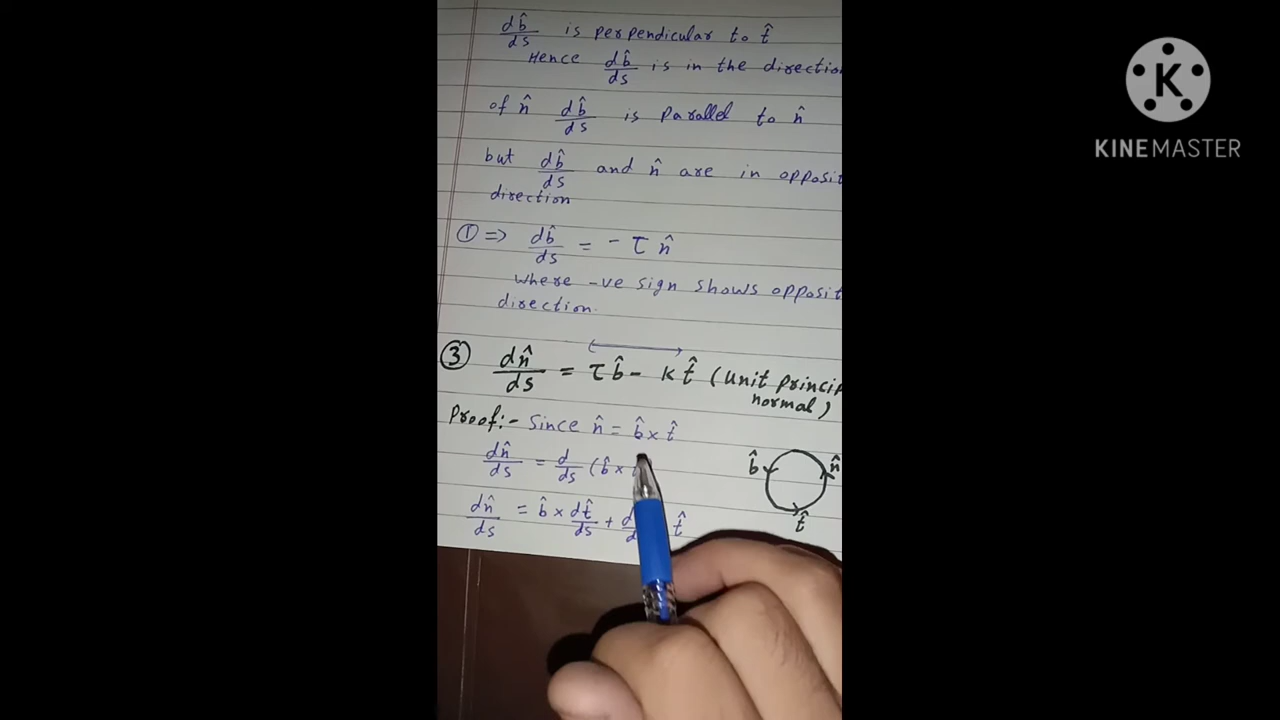 db̂/ds is perpendicular to t̂
Hence db̂/ds is in the direction
of n̂ db̂/ds is parallel to n̂
but db̂/ds and n̂ are in opposit
direction
① => db̂/ds = - τ n̂
where -ve sign shows opposit
direction.
③ dn̂/ds = τ b̂ - κ t̂ (Unit princip
normal)
Proof:- Since n̂ = b̂ × t̂
dn̂/ds = d/ds (b̂ ×
dn̂/ds = b̂ × dt̂/ds + t̂
b̂ n̂
t̂
K
KINEMASTER